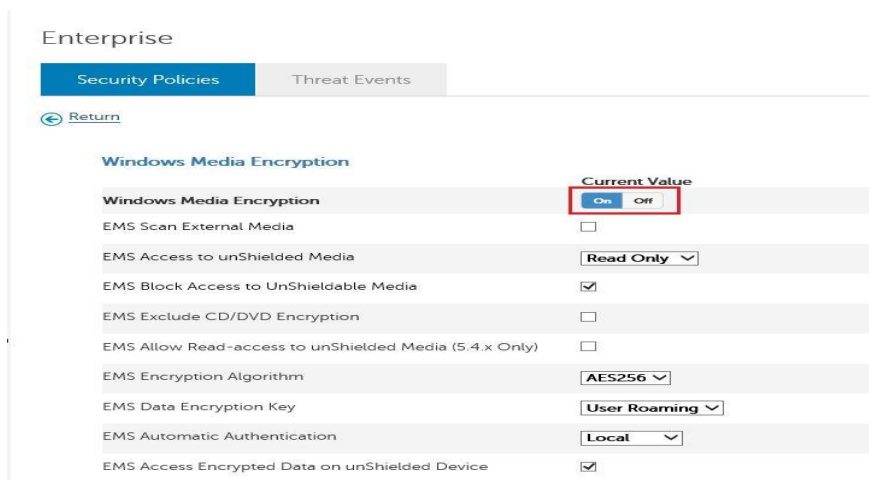 Enterprise
Security Policies Threat Events
Return
Windows Media Encryption
Current Value
Windows Media Encryption On Off
EMS Scan External Media
EMS Access to unShielded Media Read Only
EMS Block Access to UnShieldable Media
EMS Exclude CD/DVD Encryption
EMS Allow Read-access to unShielded Media (5.4.x Only)
EMS Encryption Algorithm AES256
EMS Data Encryption Key User Roaming
EMS Automatic Authentication Local
EMS Access Encrypted Data on unShielded Device